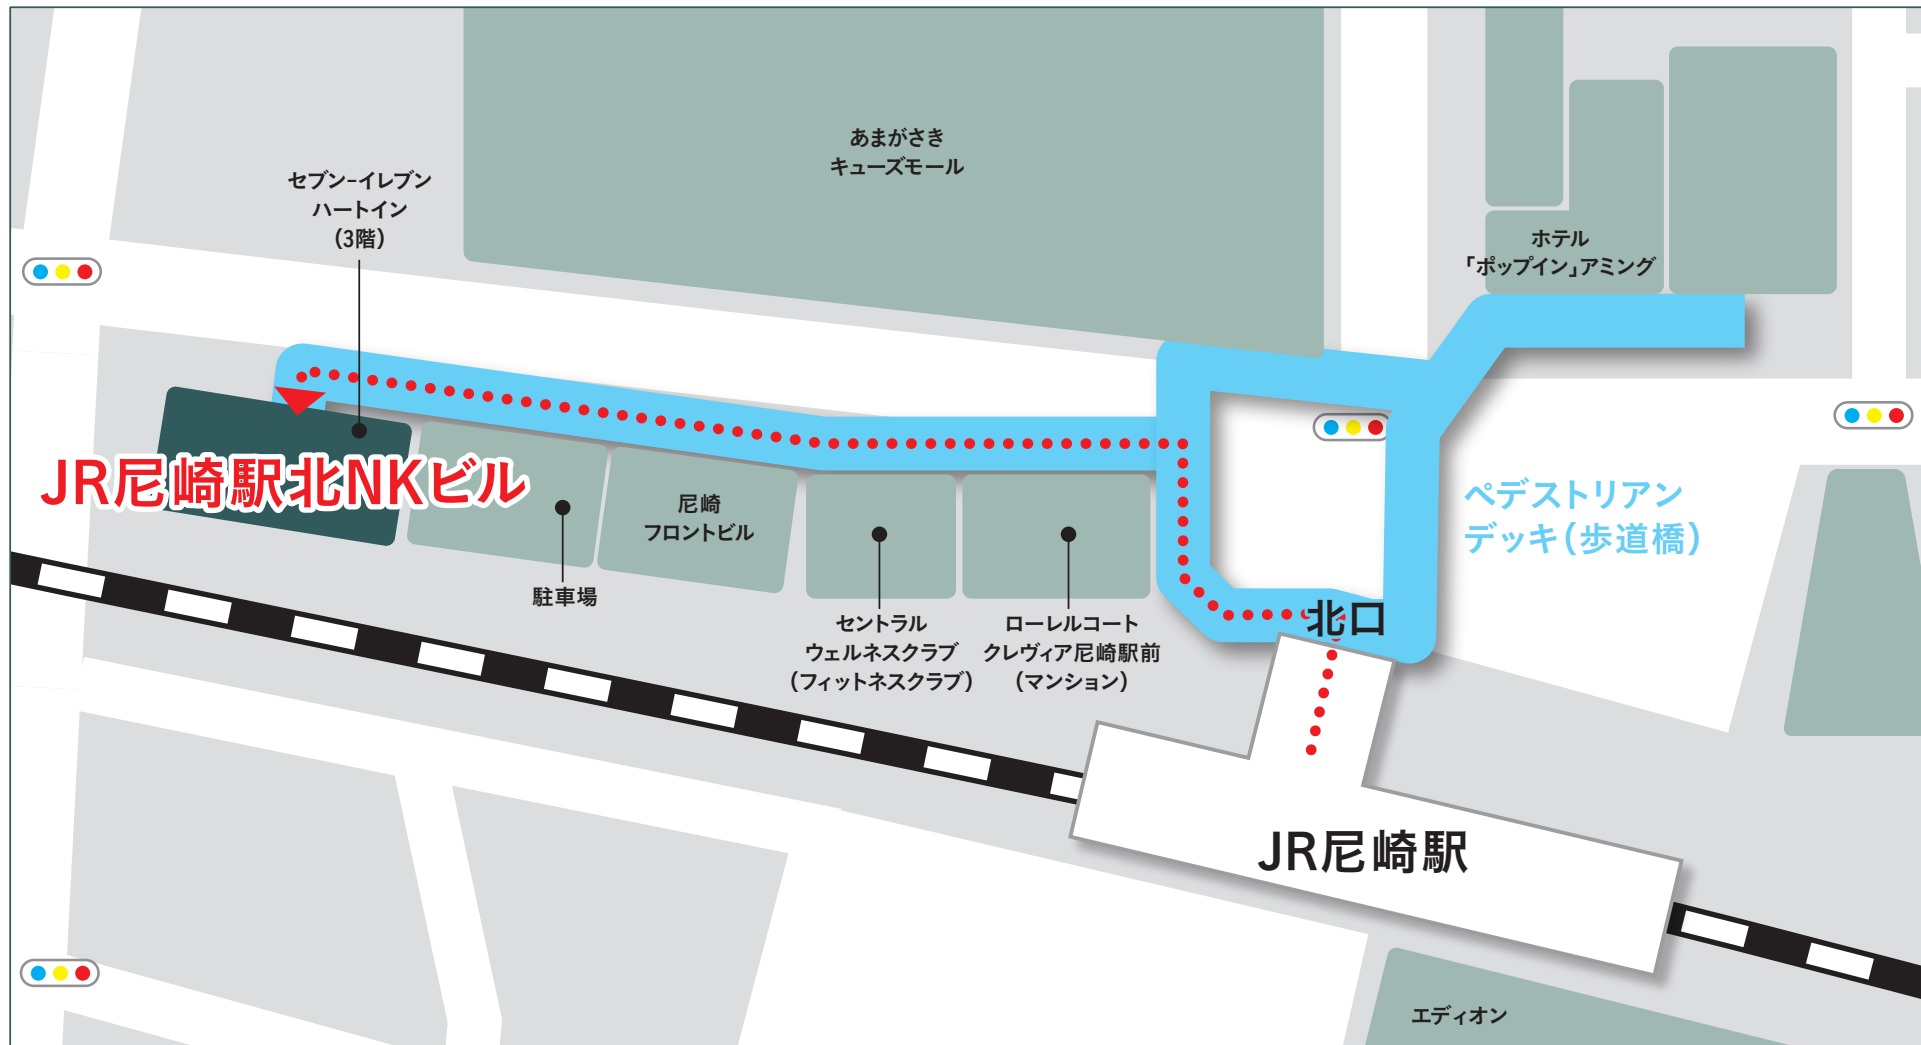 あまがさき
キューズモール
セブン-イレブン
ハートイン
(3階)
ホテル
「ポップイン」アミング
JR尼崎駅北NKビル
尼崎
フロントビル
ペデストリアン
デッキ(歩道橋)
駐車場
セントラル
ウェルネスクラブ
(フィットネスクラブ)
ローレルコート
クレヴィア尼崎駅前
(マンション)
北口
JR尼崎駅
エディオン